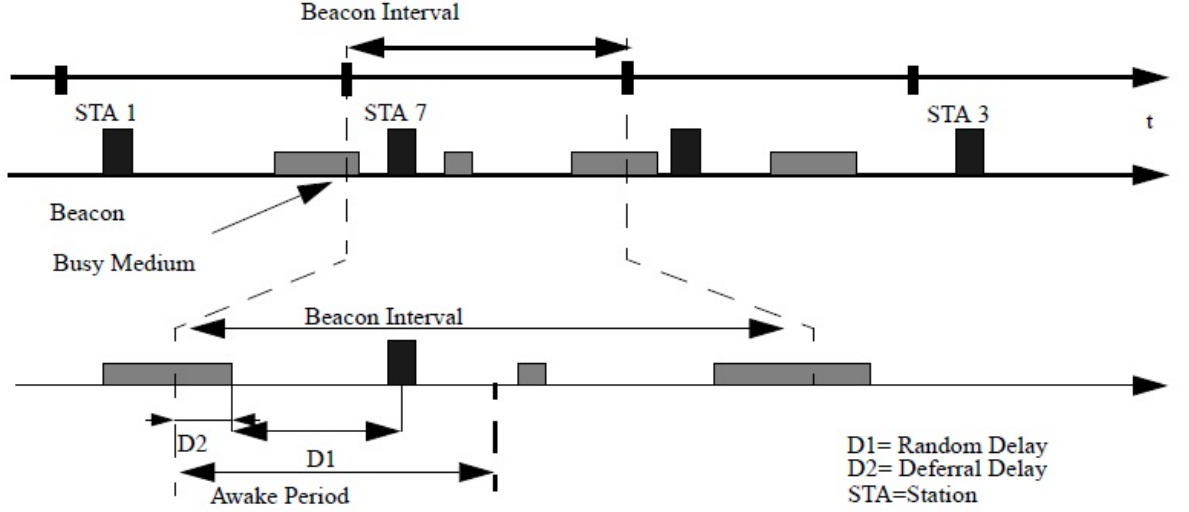 Beacon Interval
STA 1
STA 7
STA 3
t
Beacon
Busy Medium
Beacon Interval
D2
D1
Awake Period
D1= Random Delay
D2= Deferral Delay
STA=Station